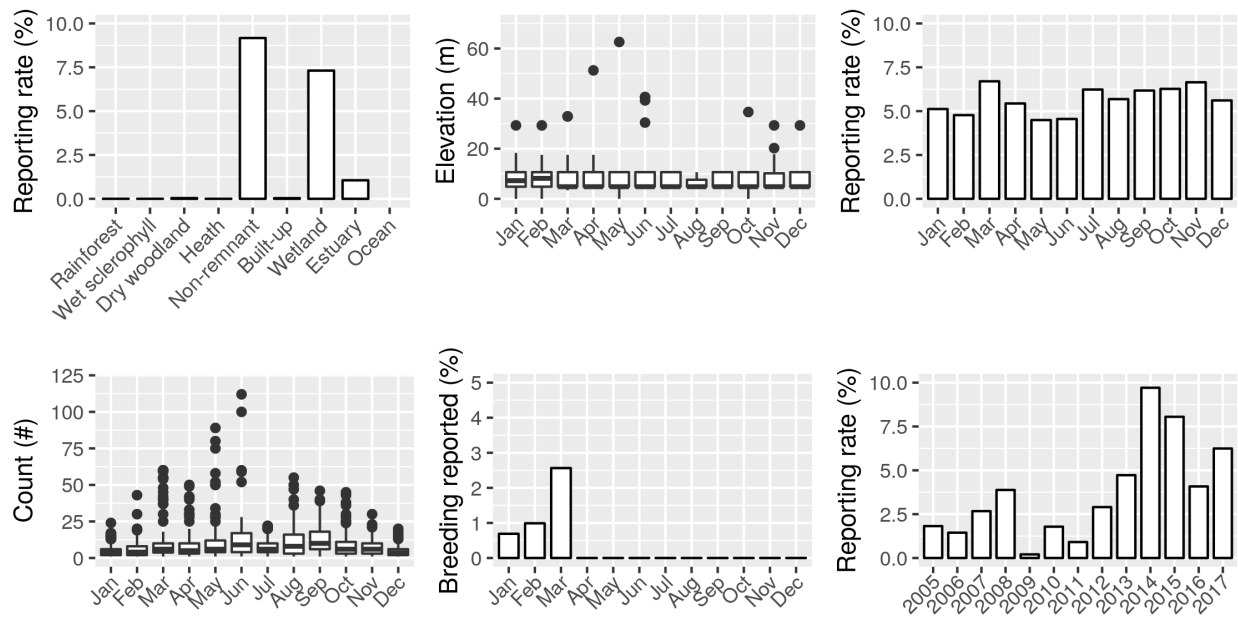 Reporting rate (%)
10.0
7.5
5.0
2.5
0.0
Rainforest
Wet sclerophyll
Dry woodland
Heath
Non-remnant
Built-up
Wetland
Estuary
Ocean
Elevation (m)
60
40
20
0
Jan
Feb
Mar
Apr
May
Jun
Jul
Aug
Sep
Oct
Nov
Dec
Reporting rate (%)
10.0
7.5
5.0
2.5
0.0
Jan
Feb
Mar
Apr
May
Jun
Jul
Aug
Sep
Oct
Nov
Dec
Count (#)
125
100
75
50
25
0
Jan
Feb
Mar
Apr
May
Jun
Jul
Aug
Sep
Oct
Nov
Dec
Breeding reported (%)
5
4
3
2
1
0
Jan
Feb
Mar
Apr
May
Jun
Jul
Aug
Sep
Oct
Nov
Dec
Reporting rate (%)
10.0
7.5
5.0
2.5
0.0
2005
2006
2007
2008
2009
2010
2011
2012
2013
2014
2015
2016
2017